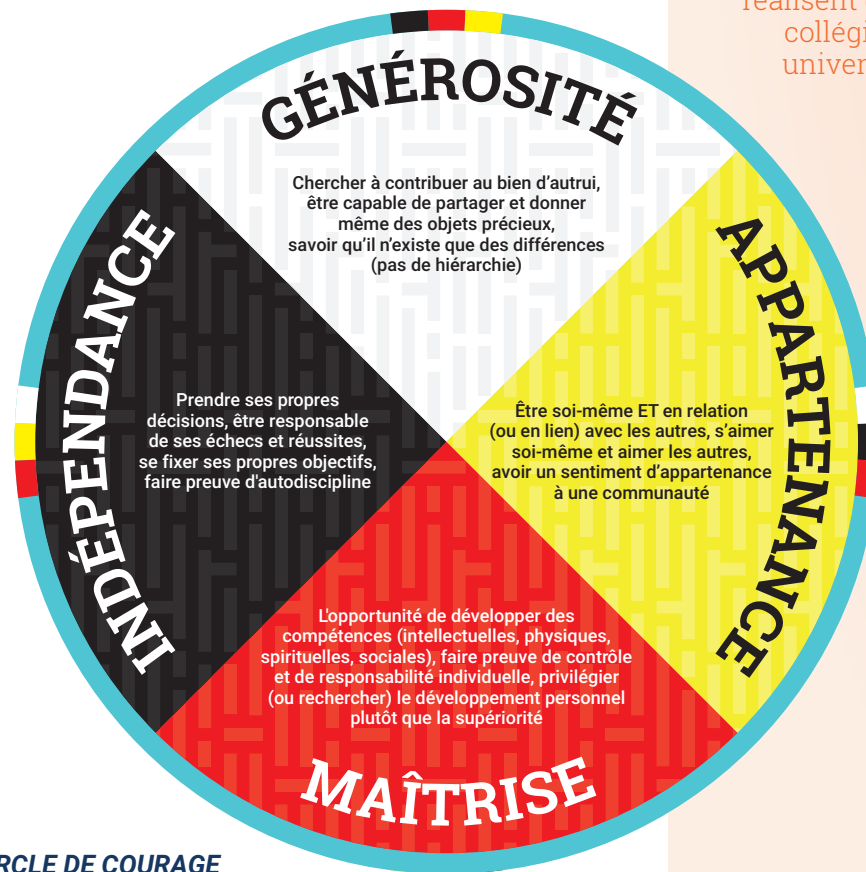 GÉNÉROSITÉ
Chercher à contribuer au bien d'autrui,
être capable de partager et donner
même des objets précieux,
savoir qu'il n'existe que des différences
(pas de hiérarchie)
INDÉPENDANCE
Prendre ses propres
décisions, être responsable
de ses échecs et réussites,
se fixer ses propres objectifs,
faire preuve d'autodiscipline
APPARTENANCE
Être soi-même ET en relation
(ou en lien) avec les autres, s'aimer
soi-même et aimer les autres,
avoir un sentiment d'appartenance
à une communauté
L'opportunité de développer des
compétences (intellectuelles, physiques,
spirituelles, sociales), faire preuve de contrôle
et de responsabilité individuelle, privilégier
(ou rechercher) le développement personnel
plutôt que la supériorité
MAÎTRISE
RCLE DE COURAGE
réalisent
collégi
univer